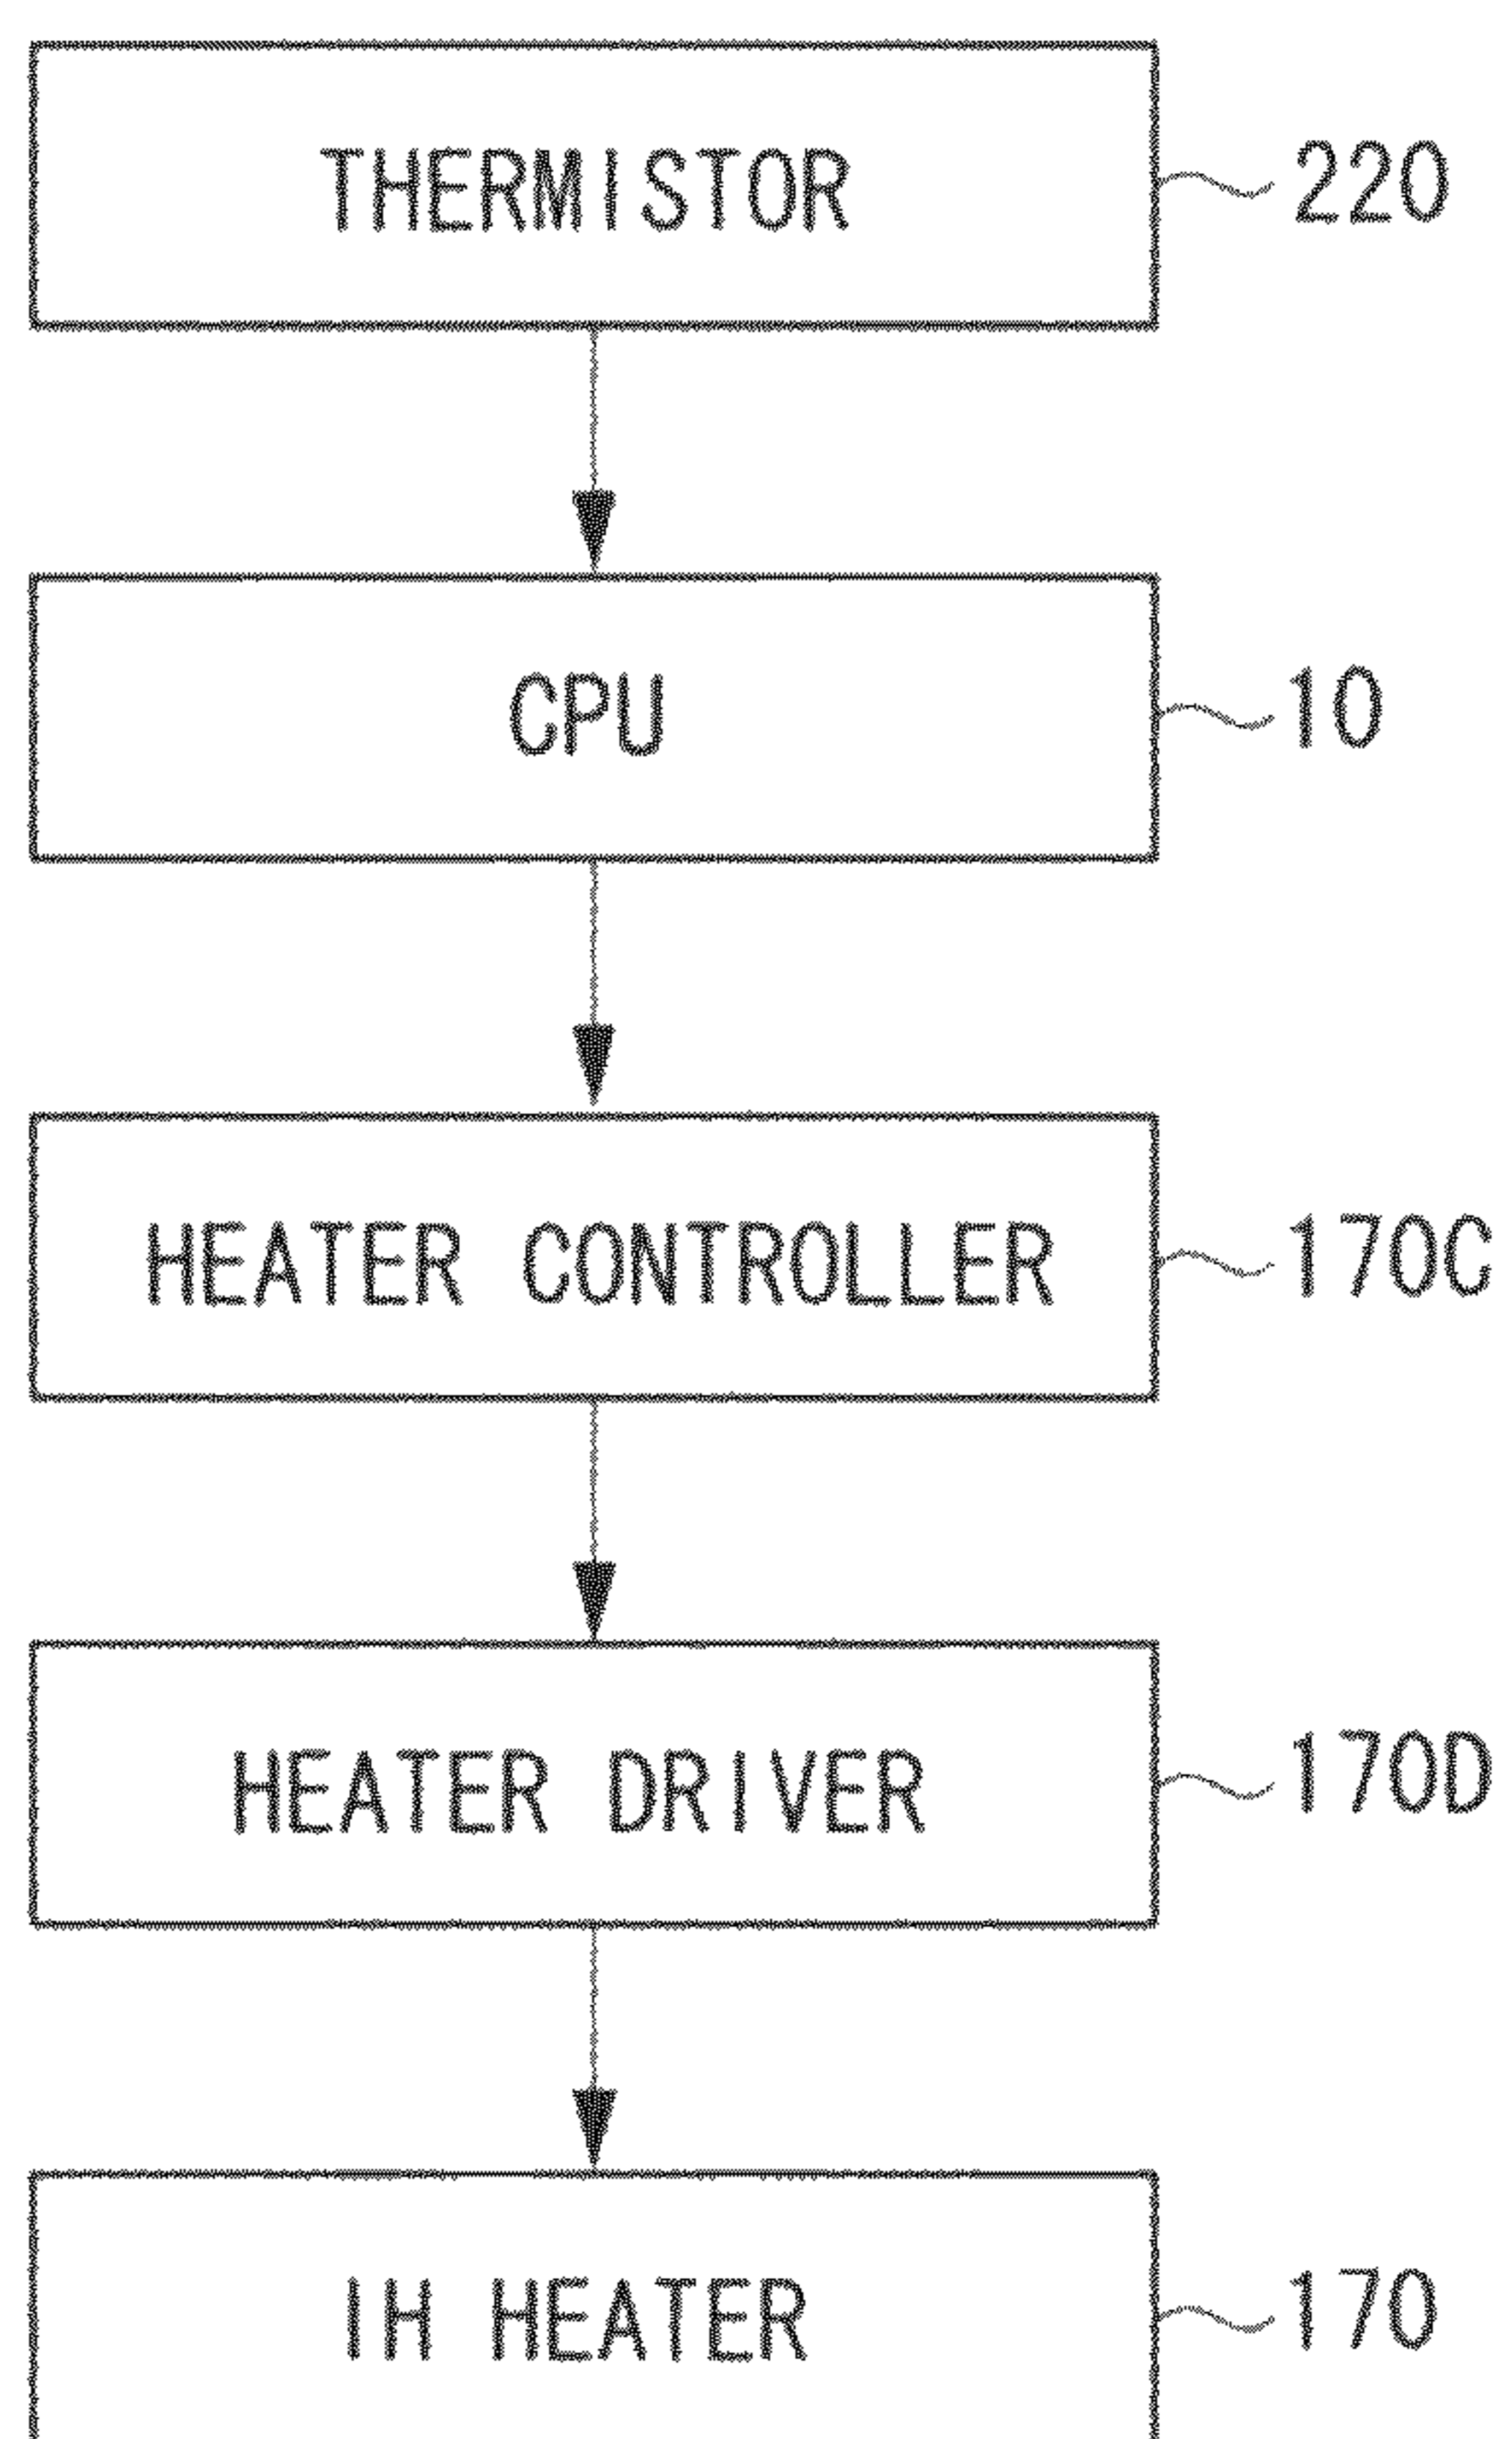 THERMISTOR 220
CPU 10
HEATER CONTROLLER 170C
HEATER DRIVER 170D
IH HEATER 170